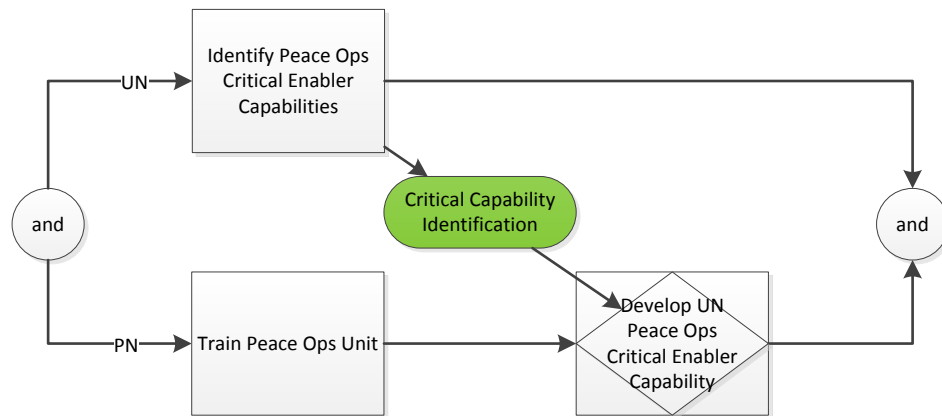 UN
Identify Peace Ops
Critical Enabler
Capabilities
and
Critical Capability
Identification
and
PN
Train Peace Ops Unit
Develop UN
Peace Ops
Critical Enabler
Capability